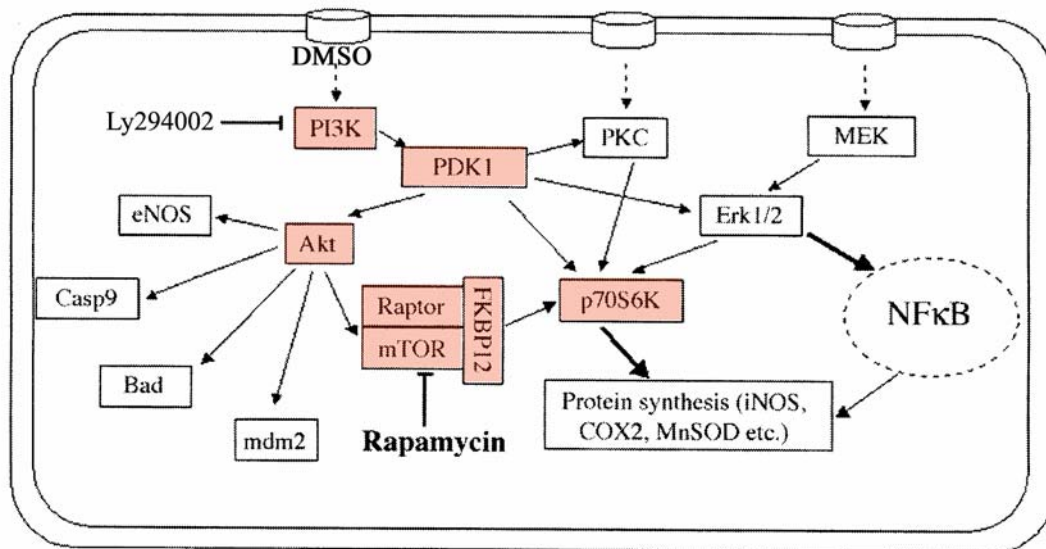 DMSO
Ly294002
PI3K
PKC
MEK
PDK1
eNOS
Erk1/2
Akt
Casp9
Raptor
FKBP12
p70S6K
NFκB
mTOR
Bad
Protein synthesis (iNOS,
COX2, MnSOD etc.)
mdm2
Rapamycin